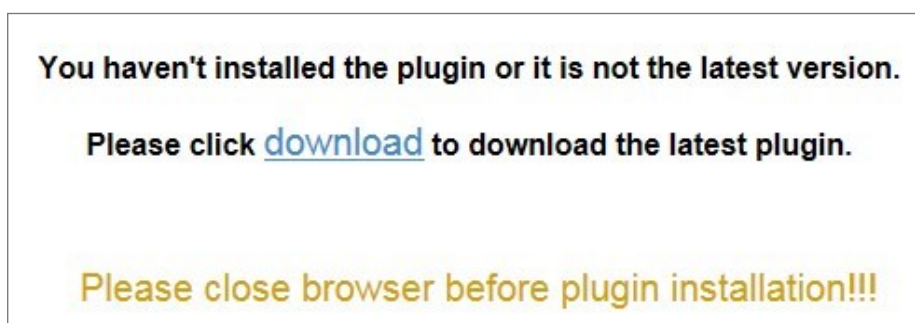 You haven't installed the plugin or it is not the latest version.
Please click download to download the latest plugin.
Please close browser before plugin installation!!!